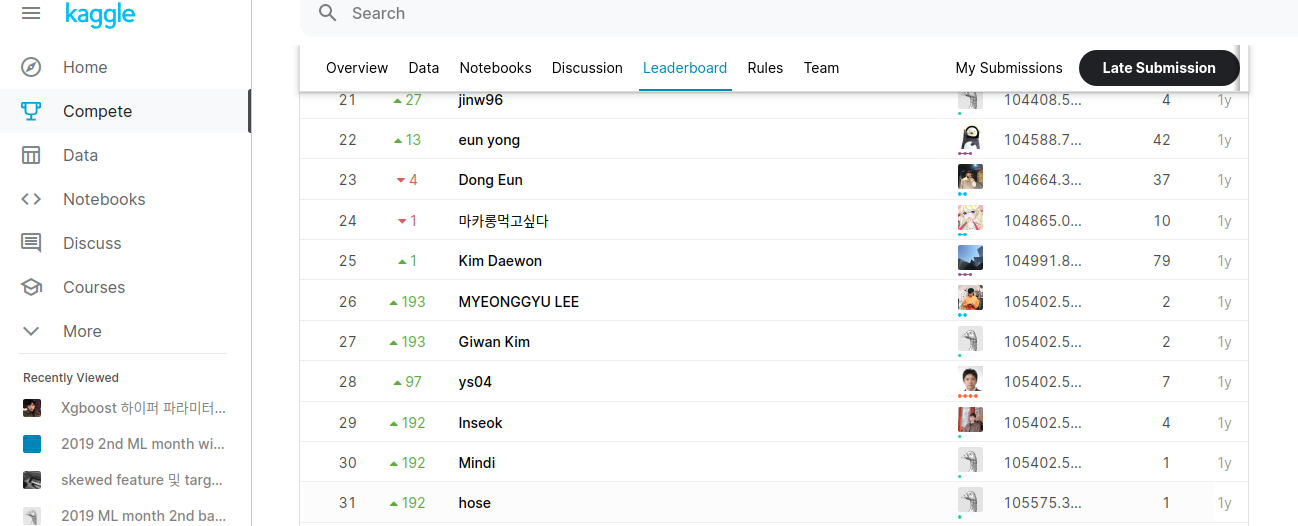 kaggle
Search
Home
Compete
Data
Notebooks
Discuss
Courses
More
Recently Viewed
Xgboost 하이퍼 파라미터...
2019 2nd ML month wi...
skewed feature 및 targ...
2019 ML month 2nd ba...
Overview Data Notebooks Discussion Leaderboard Rules Team My Submissions Late Submission
21 27 jinw96 104408.5... 4 1y
22 13 eun yong 104588.7... 42 1y
23 4 Dong Eun 104664.3... 37 1y
24 1 마카롱먹고싶다 104865.0... 10 1y
25 1 Kim Daewon 104991.8... 79 1y
26 193 MYEONGGYU LEE 105402.5... 2 1y
27 193 Giwan Kim 105402.5... 2 1y
28 97 ys04 105402.5... 7 1y
29 192 Inseok 105402.5... 4 1y
30 192 Mindi 105402.5... 1 1y
31 192 hose 105575.3... 1 1y